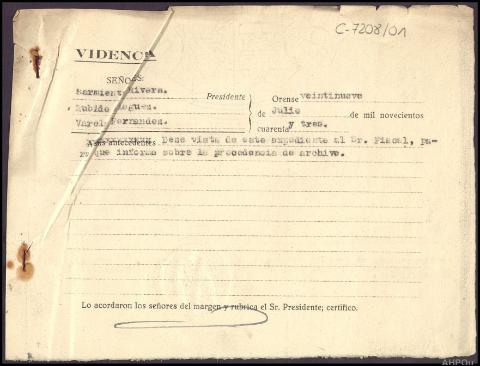 C-7208/01
VIDENCIA
SEÑORES:
Sarmiento Rivera.
Presidente
Orense veintinueve
Rubido
de Julio de mil novecientos
Varela Fernandez.
cuarenta y tres.
A sus antecedentes. Dese vista de este expediente al Sr. Fiscal, pa-
ra que informe sobre la procedencia de archivo.
Lo acordaron los señores del margen y rubrica el Sr. Presidente; certifico.
AHPOu